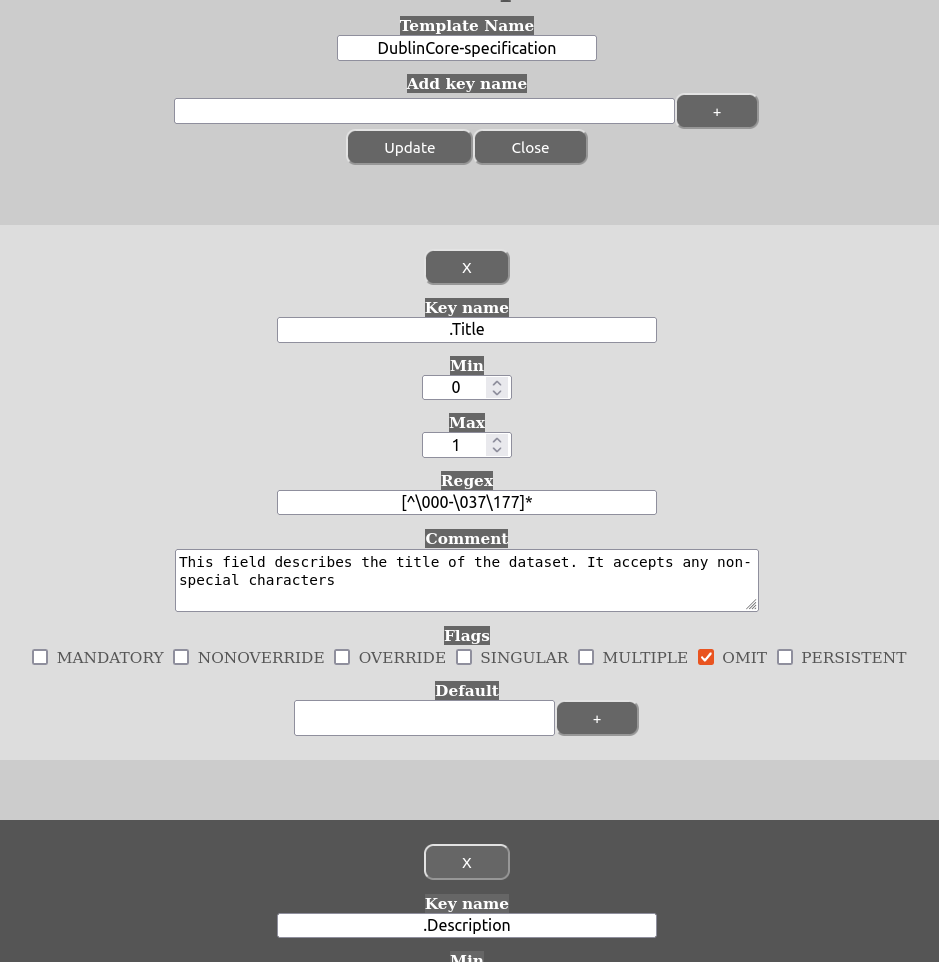 Template Name
DublinCore-specification
Add key name
+
Update Close
X
Key name
.Title
Min
0
Max
1
Regex
[^\000-\037\177]*
Comment
This field describes the title of the dataset. It accepts any non-
special characters
Flags
MANDATORY NONOVERRIDE OVERRIDE SINGULAR MULTIPLE OMIT PERSISTENT
Default
+
X
Key name
.Description
Min